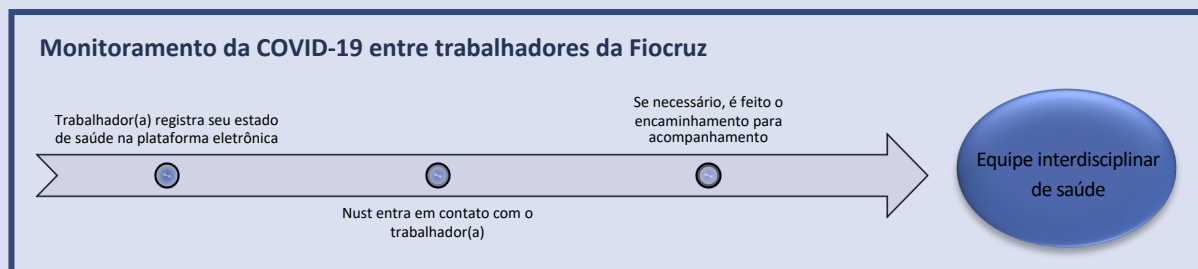 Monitoramento da COVID-19 entre trabalhadores da Fiocruz
Trabalhador(a) registra seu estado
de saúde na plataforma eletrônica
Nust entra em contato com o
trabalhador(a)
Se necessário, é feito o
encaminhamento para
acompanhamento
Equipe interdisciplinar
de saúde